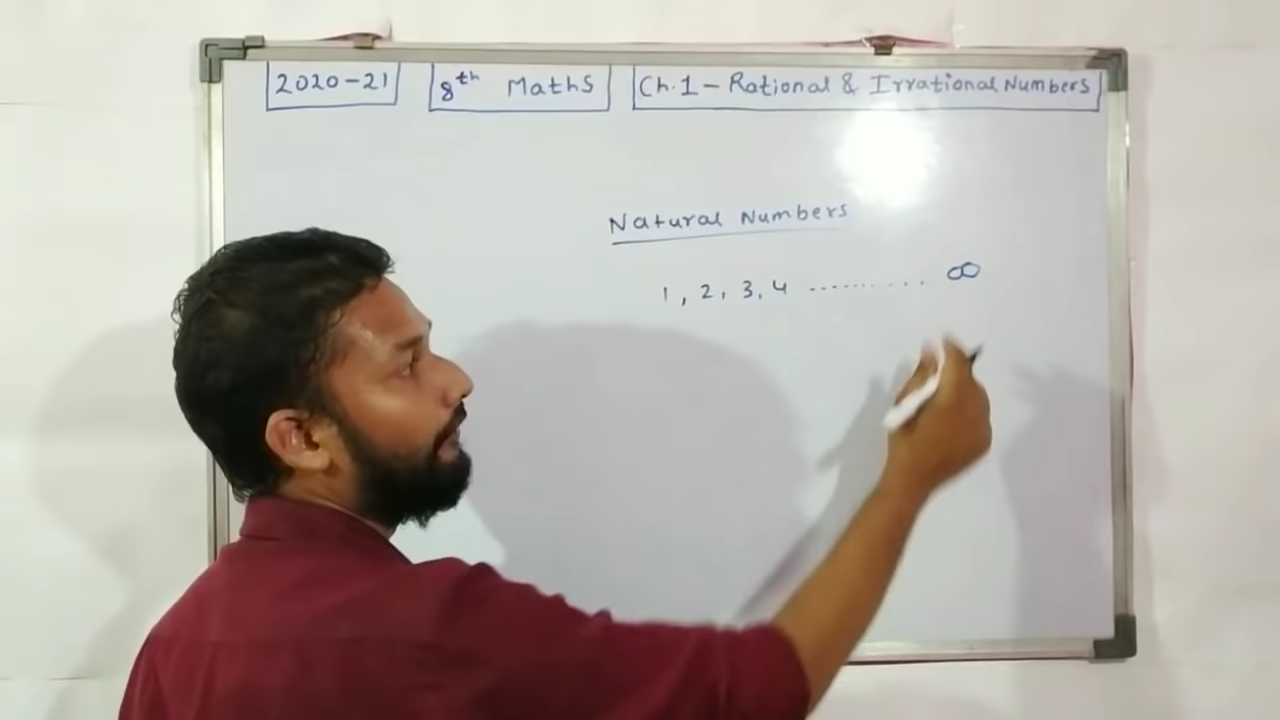 2020-21 8th Maths Ch.1- Rational & Irrational Numbers
Natural Numbers
1, 2, 3, 4 .......... ∞